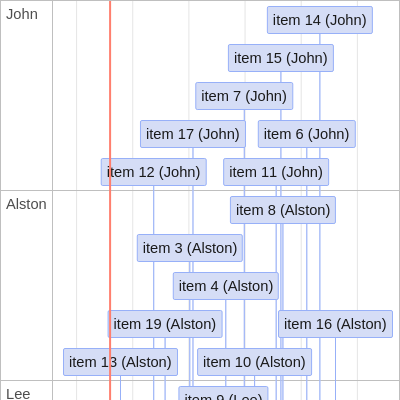 John
item 14 (John)
item 15 (John)
item 7 (John)
item 17 (John)
item 6 (John)
item 12 (John)
item 11 (John)
Alston
item 8 (Alston)
item 3 (Alston)
item 4 (Alston)
item 19 (Alston)
item 16 (Alston)
item 13 (Alston)
item 10 (Alston)
Lee
item 9 (Lee)